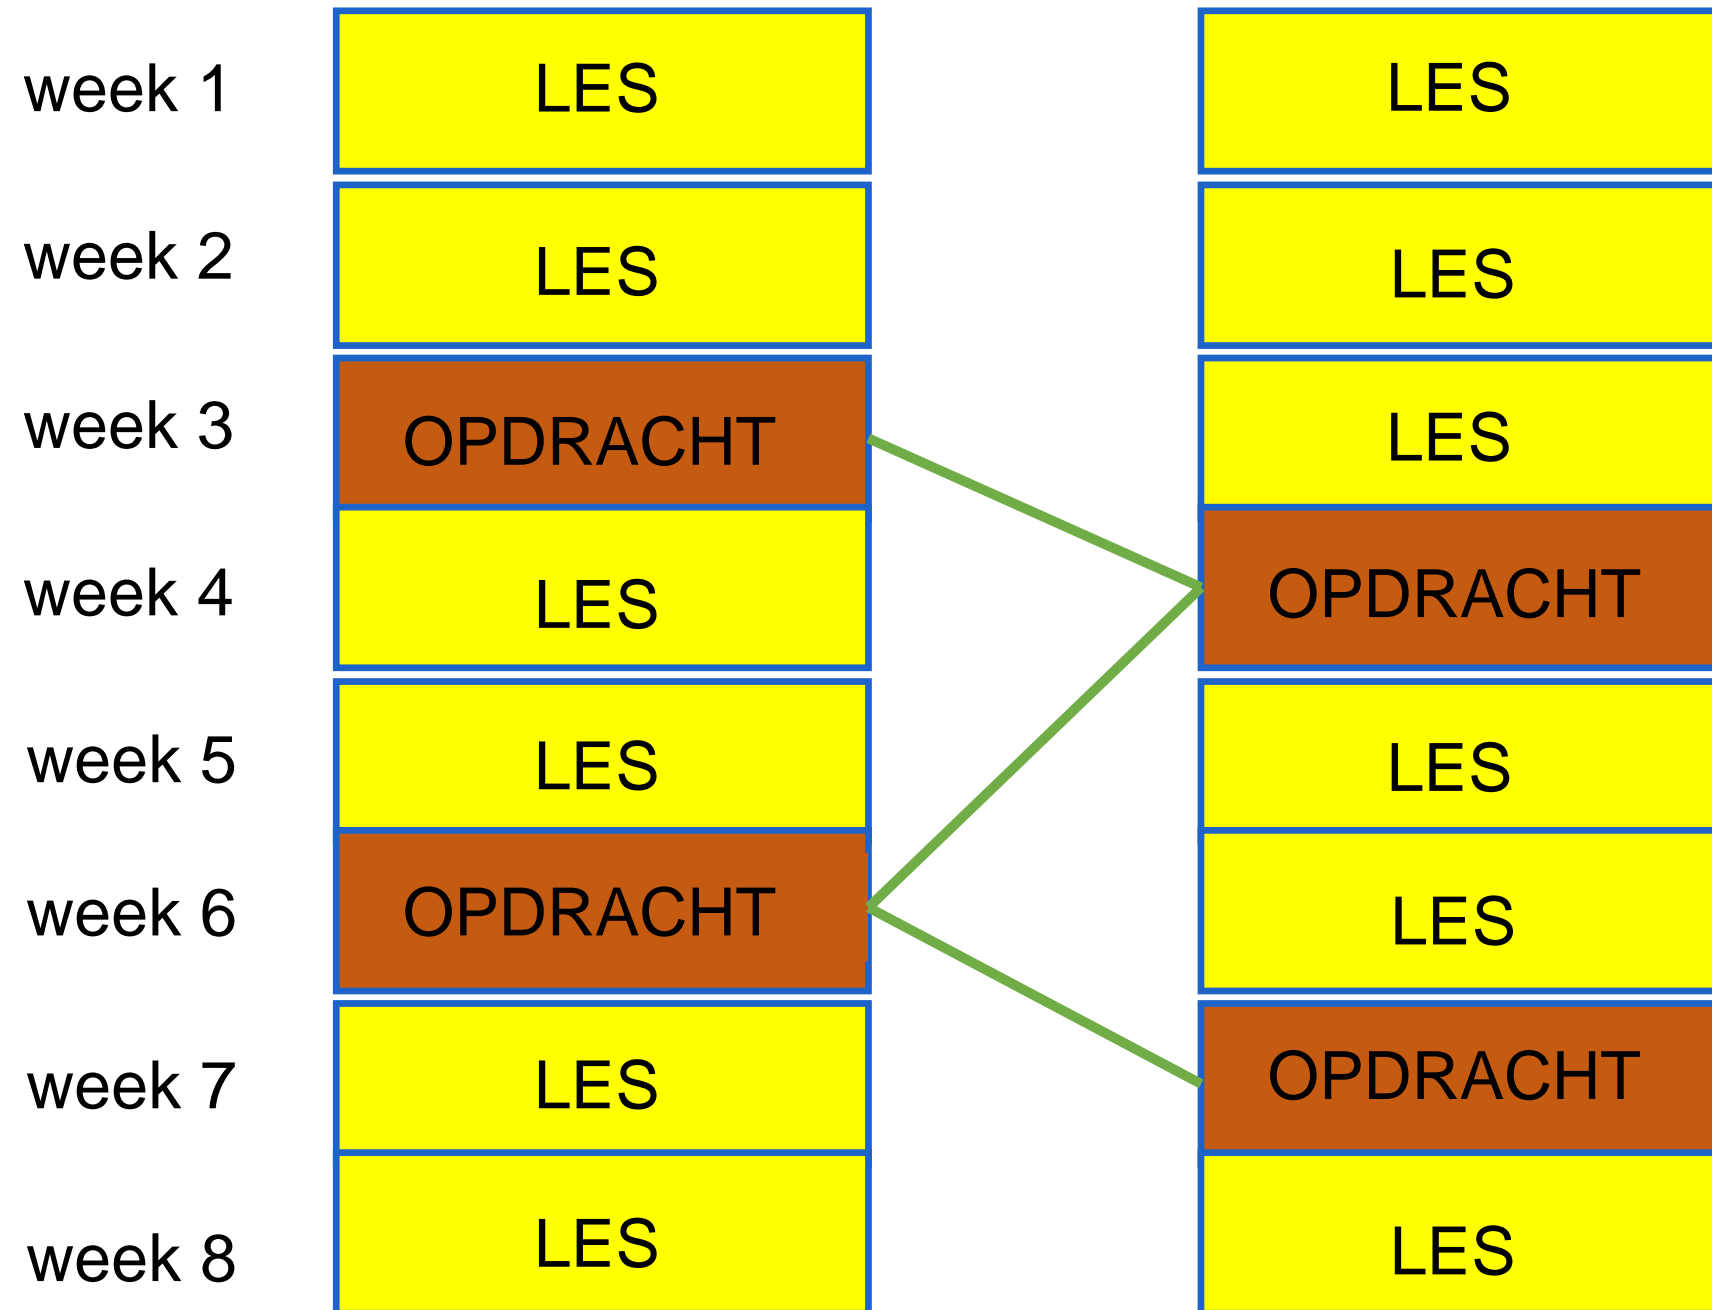 week 1 LES LES
week 2 LES LES
week 3 OPDRACHT LES
week 4 LES OPDRACHT
week 5 LES LES
week 6 OPDRACHT LES
week 7 LES OPDRACHT
week 8 LES LES